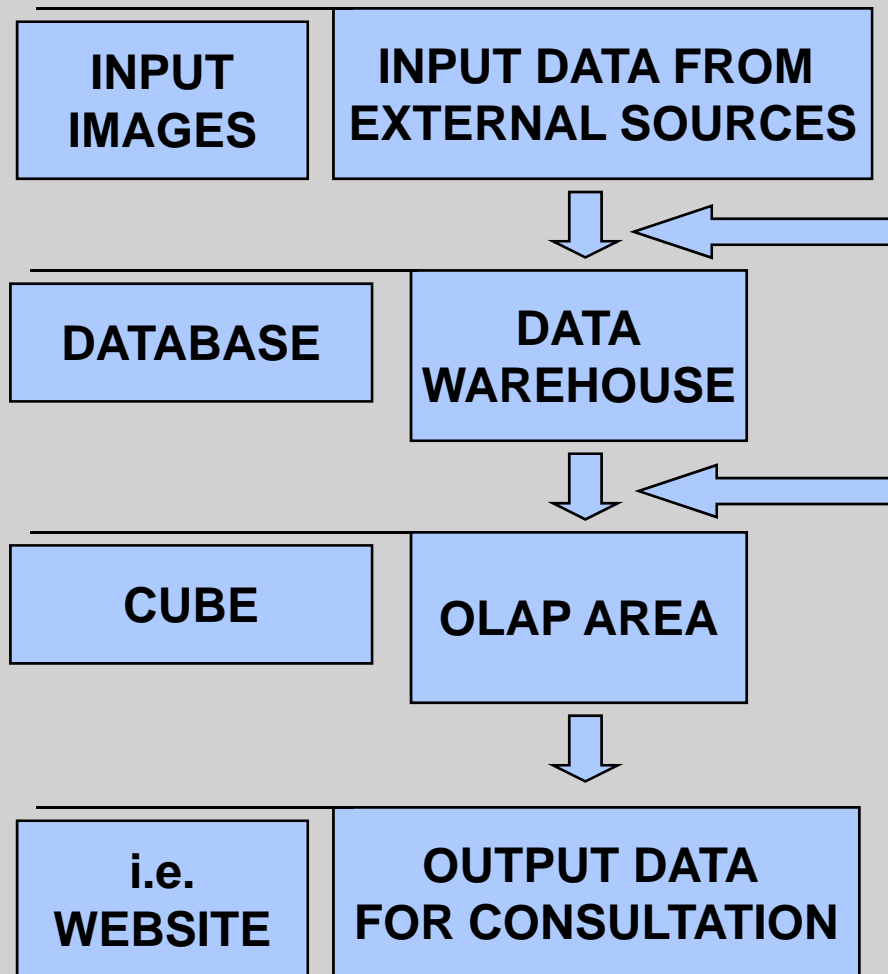 INPUT
IMAGES
INPUT DATA FROM
EXTERNAL SOURCES
DATABASE
DATA
WAREHOUSE
CUBE
OLAP AREA
i.e.
WEBSITE
OUTPUT DATA
FOR CONSULTATION